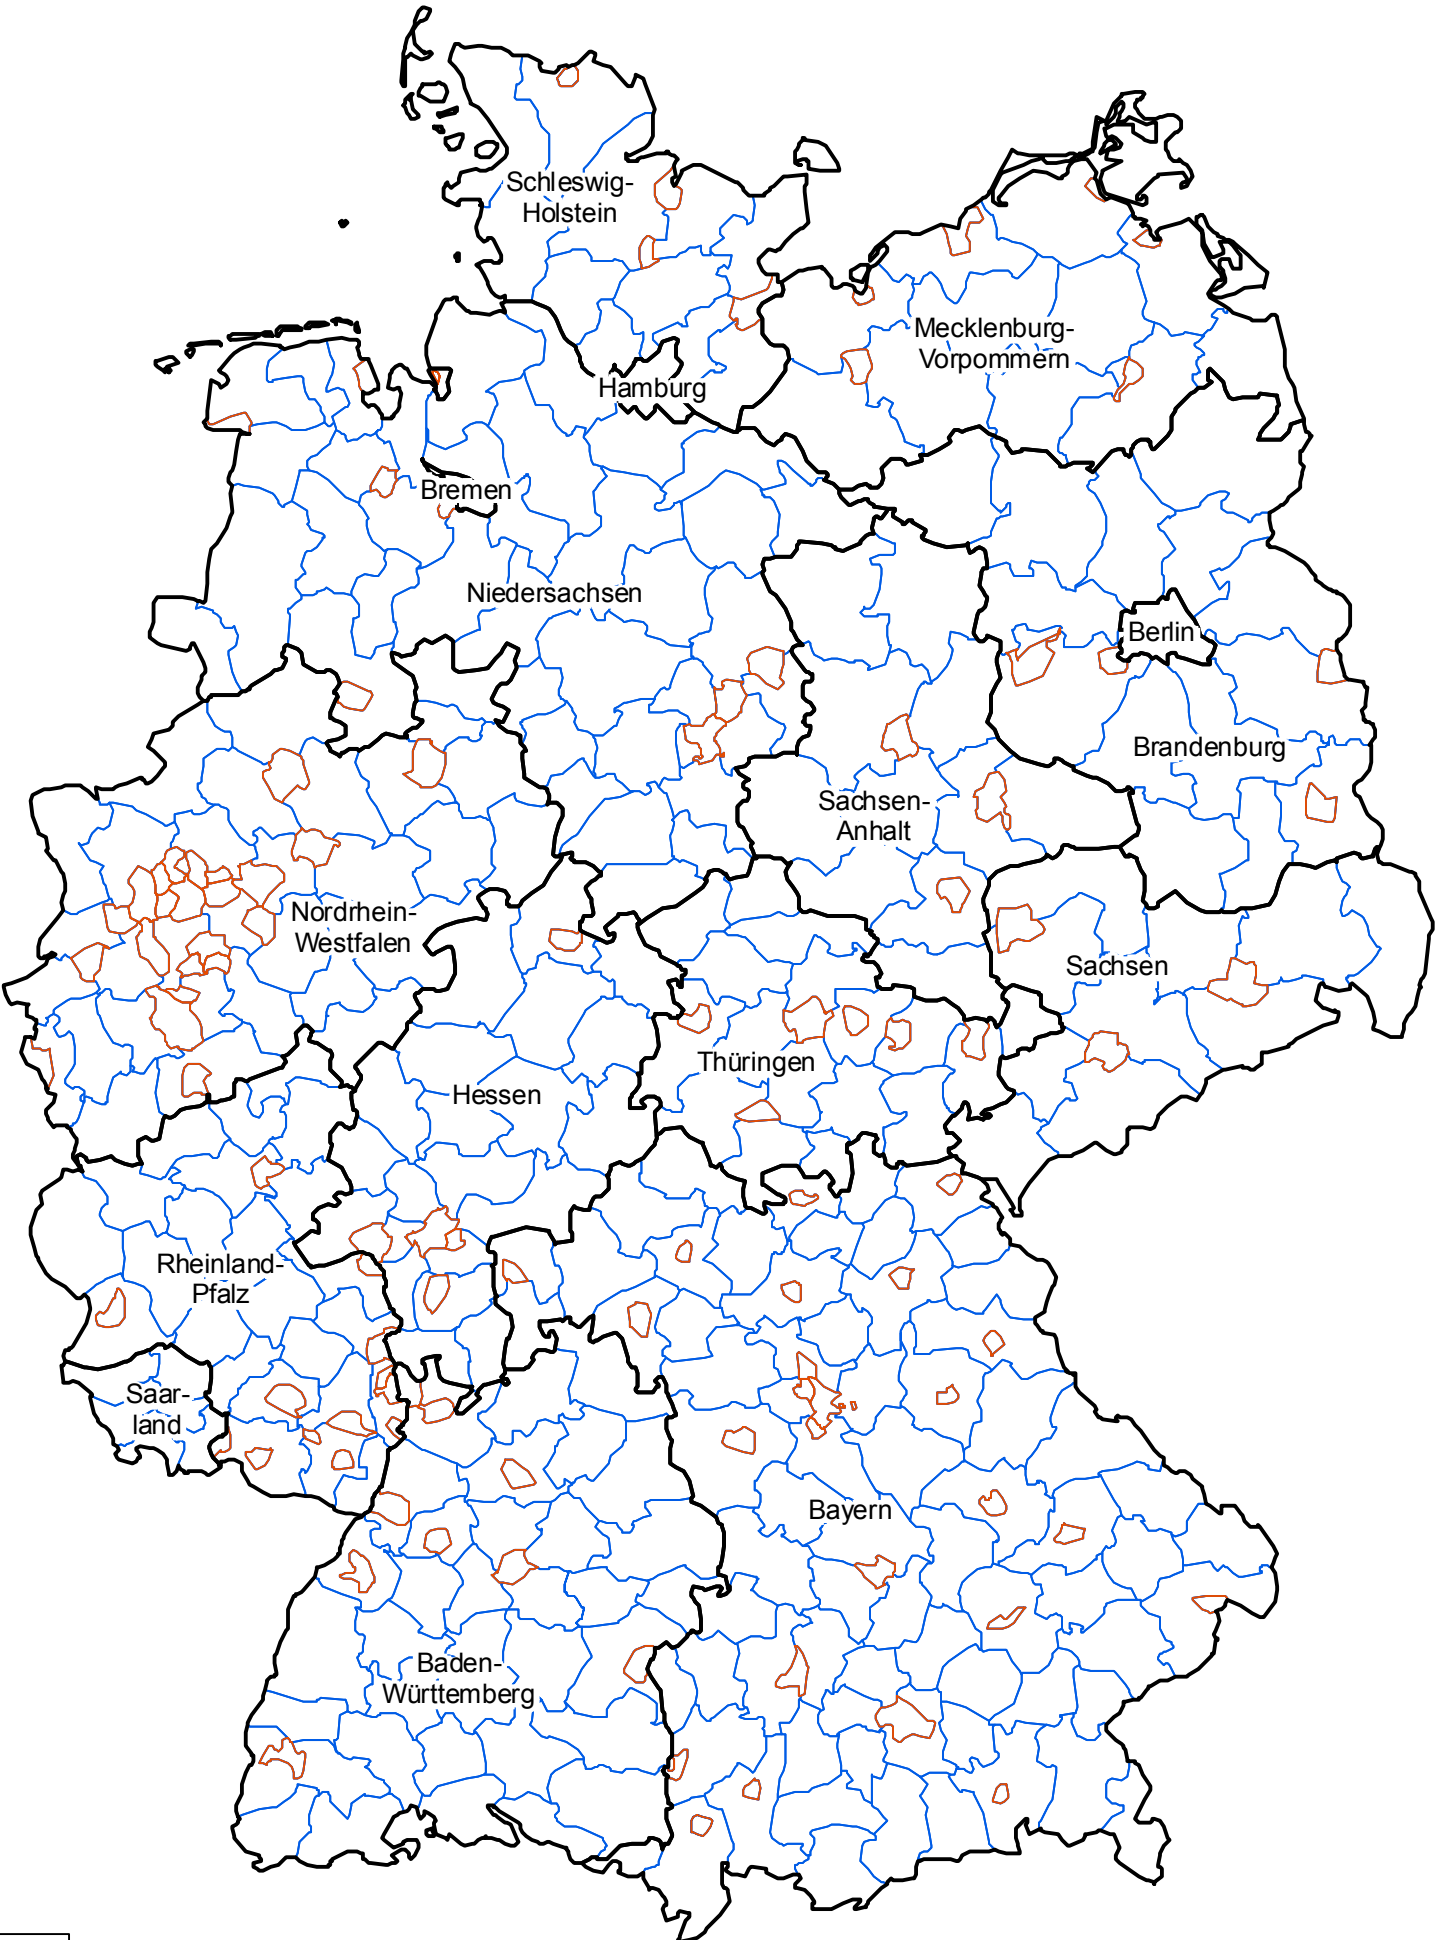 Schleswig-
Holstein
Mecklenburg-
Vorpommern
Hamburg
Bremen
Niedersachsen
Berlin
Brandenburg
Sachsen-
Anhalt
Nordrhein-
Westfalen
Sachsen
Thüringen
Hessen
Rheinland-
Pfalz
Saar-
land
Bayern
Baden-
Württemberg